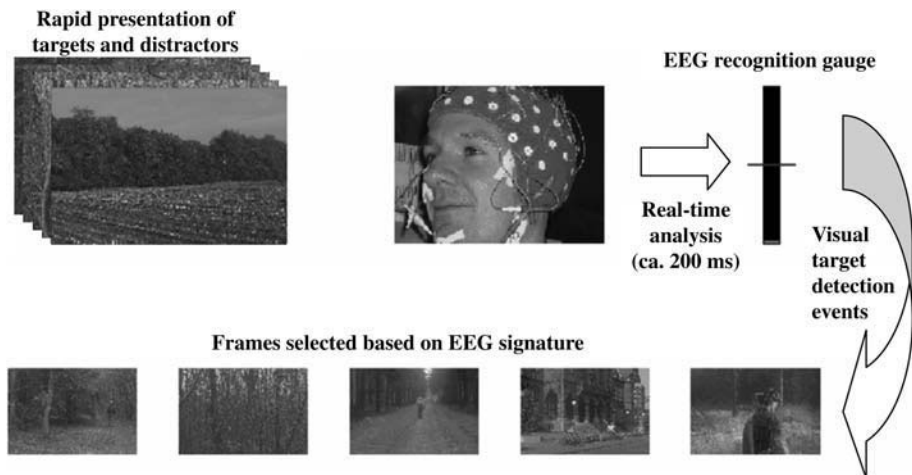 Rapid presentation of
targets and distractors
EEG recognition gauge
Real-time
analysis
(ca. 200 ms)
Visual
target
detection
events
Frames selected based on EEG signature